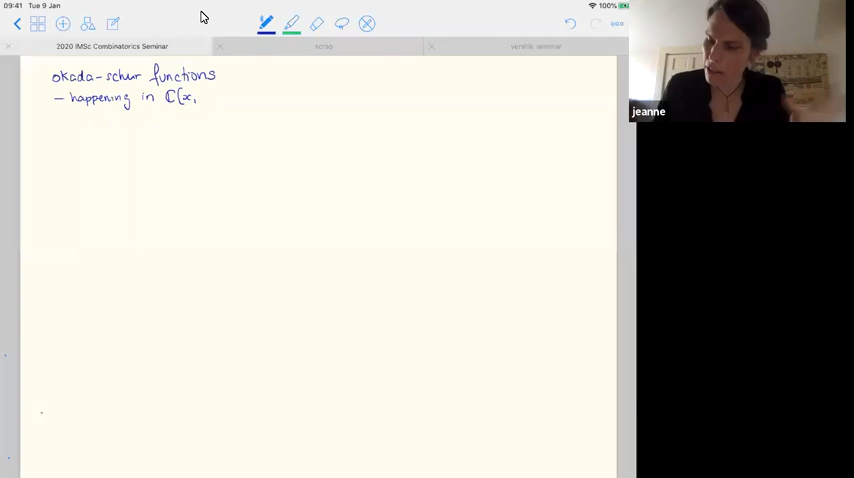 09:41 Tue 9 Jan
100%
2020 IMSc Combinatorics Seminar
scrap
vershik seminar
okada-schur functions
– happening in ℂ(x,
jeanne